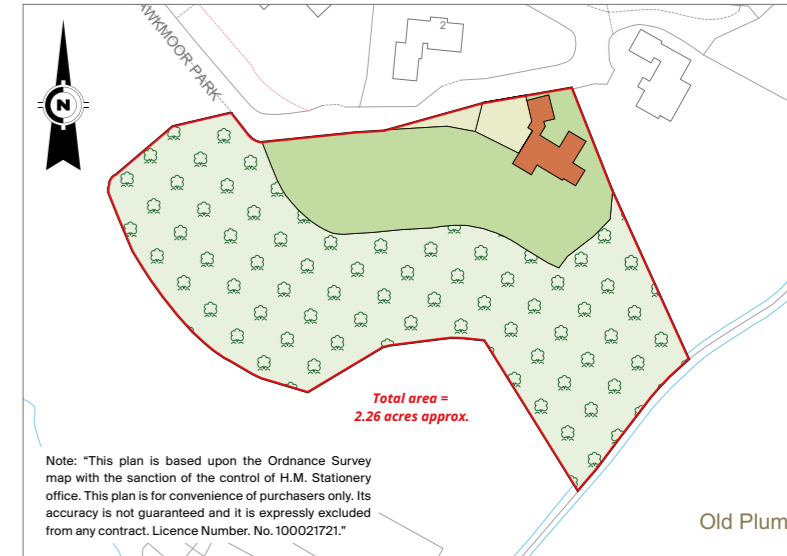 AWKMOOR PARK
2
N
Total area =
2.26 acres approx.
Note: “This plan is based upon the Ordnance Survey
map with the sanction of the control of H.M. Stationery
office. This plan is for convenience of purchasers only. Its
accuracy is not guaranteed and it is expressly excluded
from any contract. Licence Number. No. 100021721.”
Old Plum